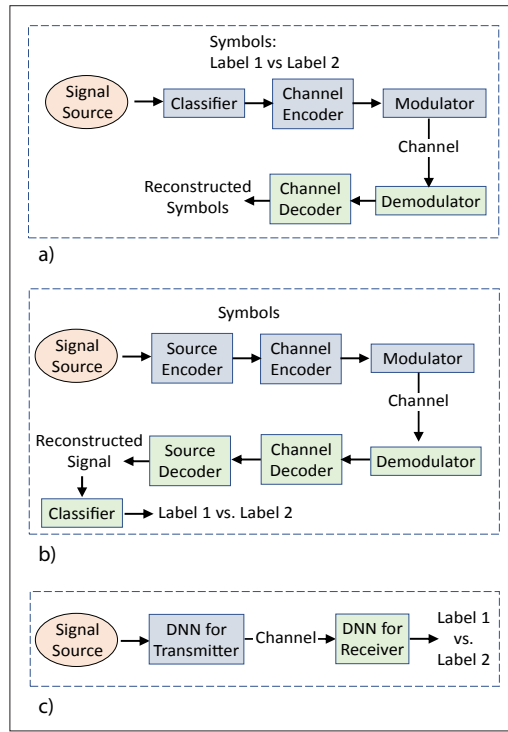 Symbols:
Label 1 vs Label 2
Signal
Source
Classifier
Channel
Encoder
Modulator
Channel
Reconstructed
Symbols
Channel
Decoder
Demodulator
a)
Symbols
Signal
Source
Source
Encoder
Channel
Encoder
Modulator
Channel
Reconstructed
Signal
Source
Decoder
Channel
Decoder
Demodulator
Classifier
Label 1 vs. Label 2
b)
Signal
Source
DNN for
Transmitter
Channel
DNN for
Receiver
Label 1
vs.
Label 2
c)